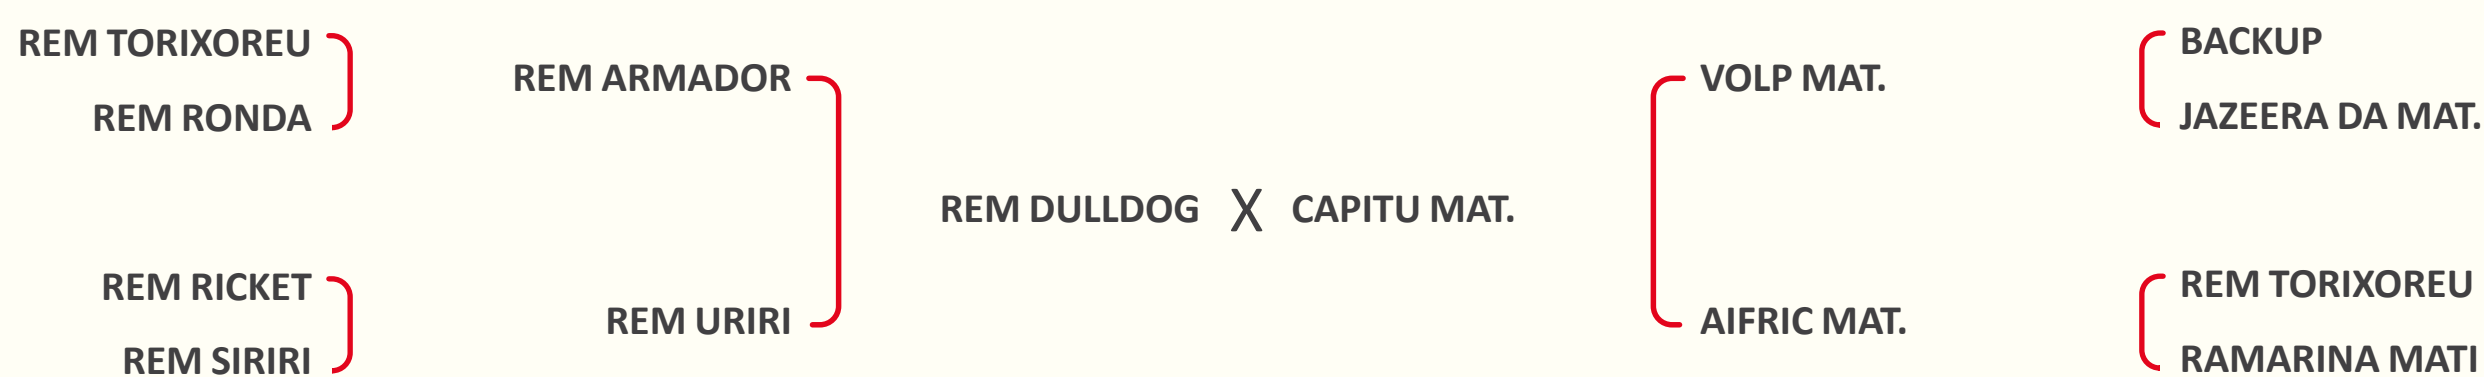 REM TORIXOREU
REM RONDA
REM ARMADOR
REM RICKET
REM SIRIRI
REM URIRI
REM DULLDOG X CAPITU MAT.
VOLP MAT.
BACKUP
JAZEERA DA MAT.
AIFRIC MAT.
REM TORIXOREU
RAMARINA MATI